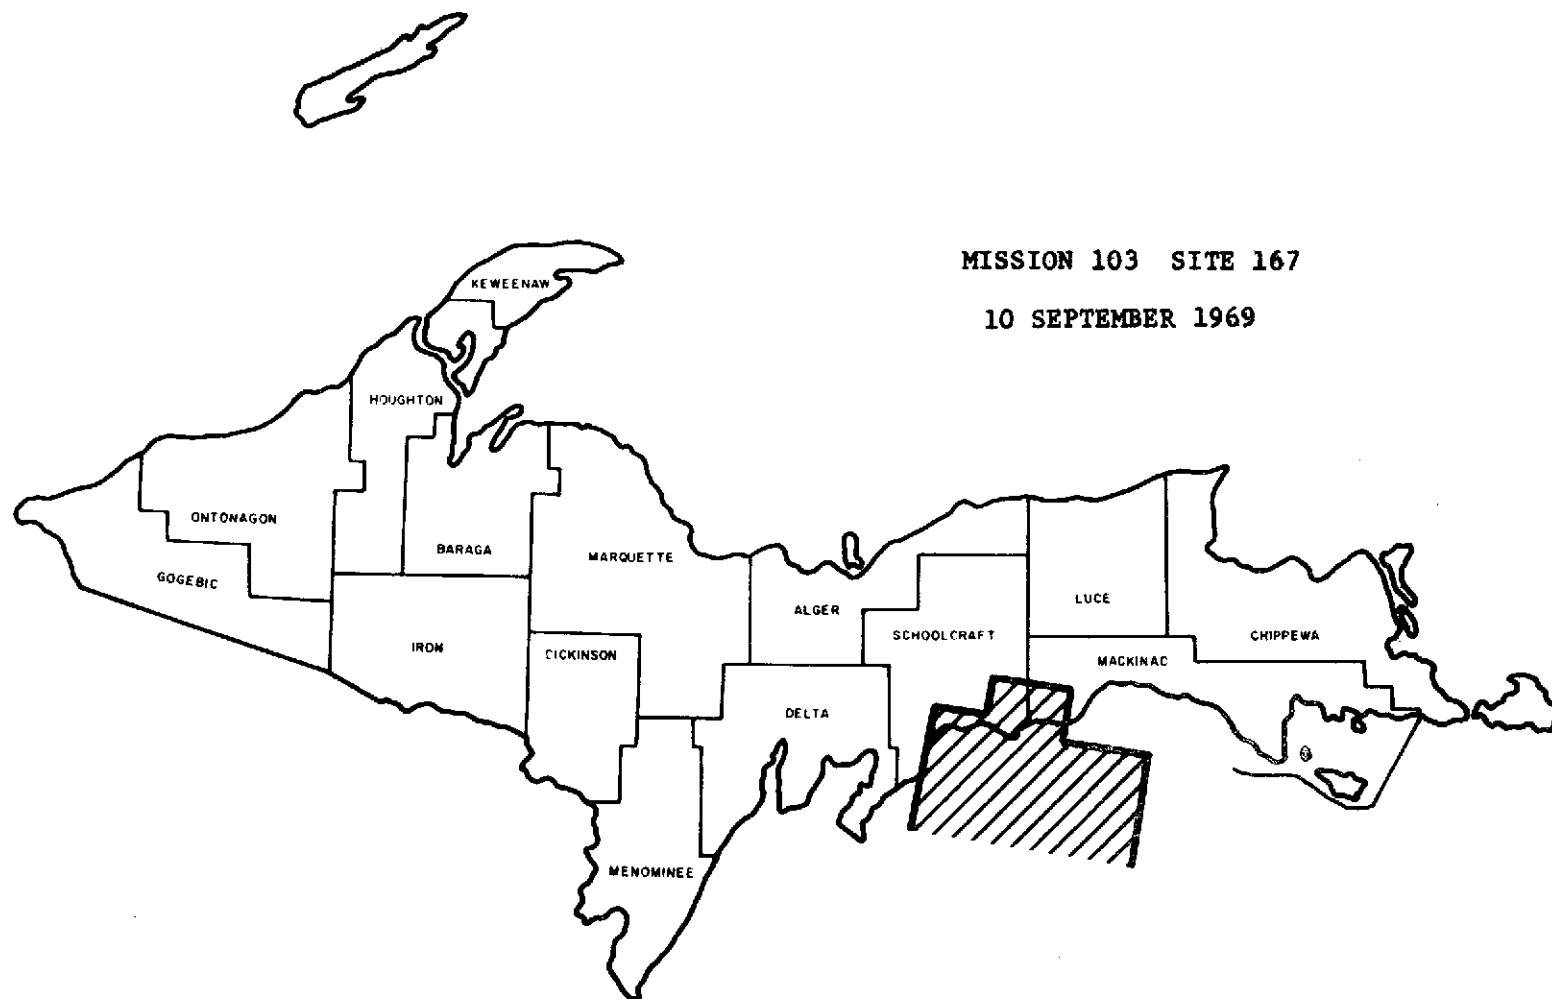 MISSION 103 SITE 167
10 SEPTEMBER 1969
KEWEENAW
HOUGHTON
ONTONAGON
BARAGA
MARQUETTE
GOGEBIC
ALGER
LUCE
SCHOOLCRAFT
CHIPPEWA
IRON
DICKINSON
MACKINAC
DELTA
MENOMINEE